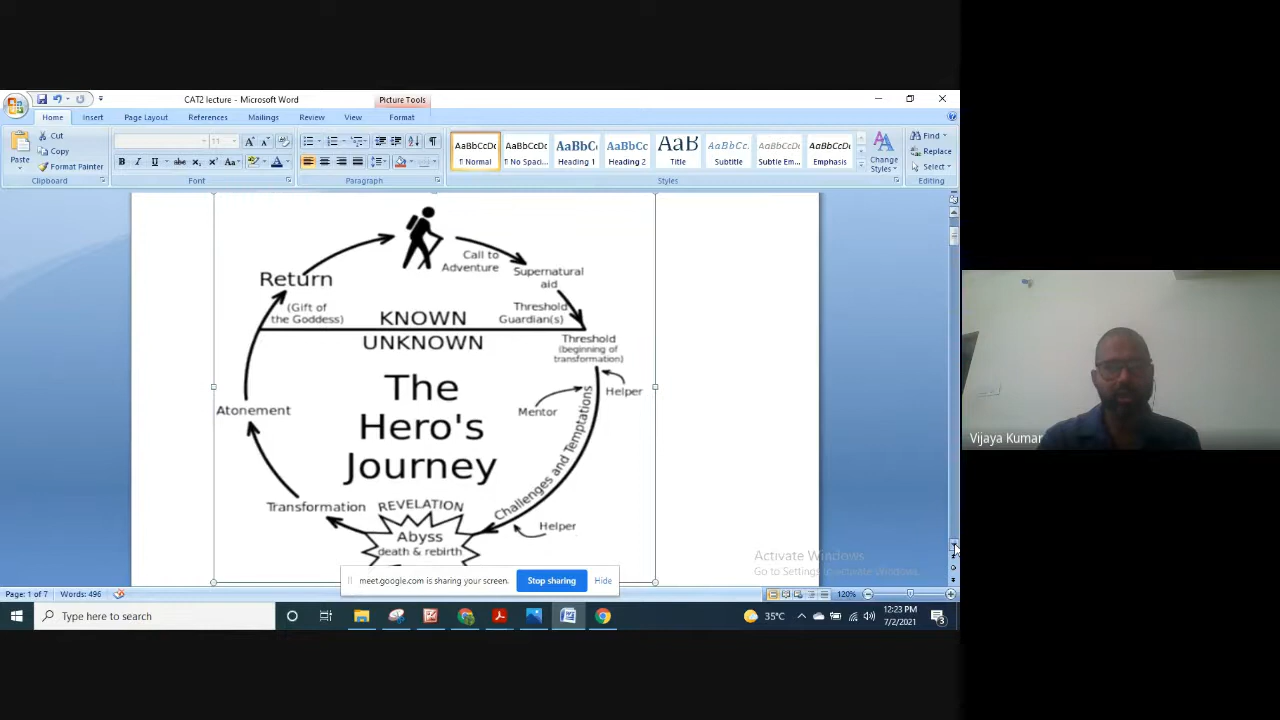 CAT2 lecture - Microsoft Word
Picture Tools
Home Insert Page Layout References Mailings Review View Format
Cut
Copy
Format Painter
Paste
Clipboard
11
Font
Paragraph
AaBbCcDc AaBbCcDc AaBbC AaBbCc AaB AaBbCc. AaBbCcDc AaBbCcDc
¶ Normal ¶ No Spaci... Heading 1 Heading 2 Title Subtitle Subtle Em... Emphasis
Change
Styles
Styles
Find
Replace
Select
Editing
Call to
Adventure
Supernatural
aid
Return
(Gift of
the Goddess)
Threshold
Guardian(s)
KNOWN
UNKNOWN
Threshold
(beginning of
transformation)
Helper
Mentor
The
Hero's
Journey
Challenges and Temptations
Atonement
Transformation
REVELATION
Abyss
death & rebirth
Helper
Vijaya Kumar
Activate Windows
Go to Settings to activate Windows.
meet.google.com is sharing your screen.
Stop sharing
Hide
Page: 1 of 7 Words: 496
120%
Type here to search
35°C
12:23 PM
7/2/2021
3